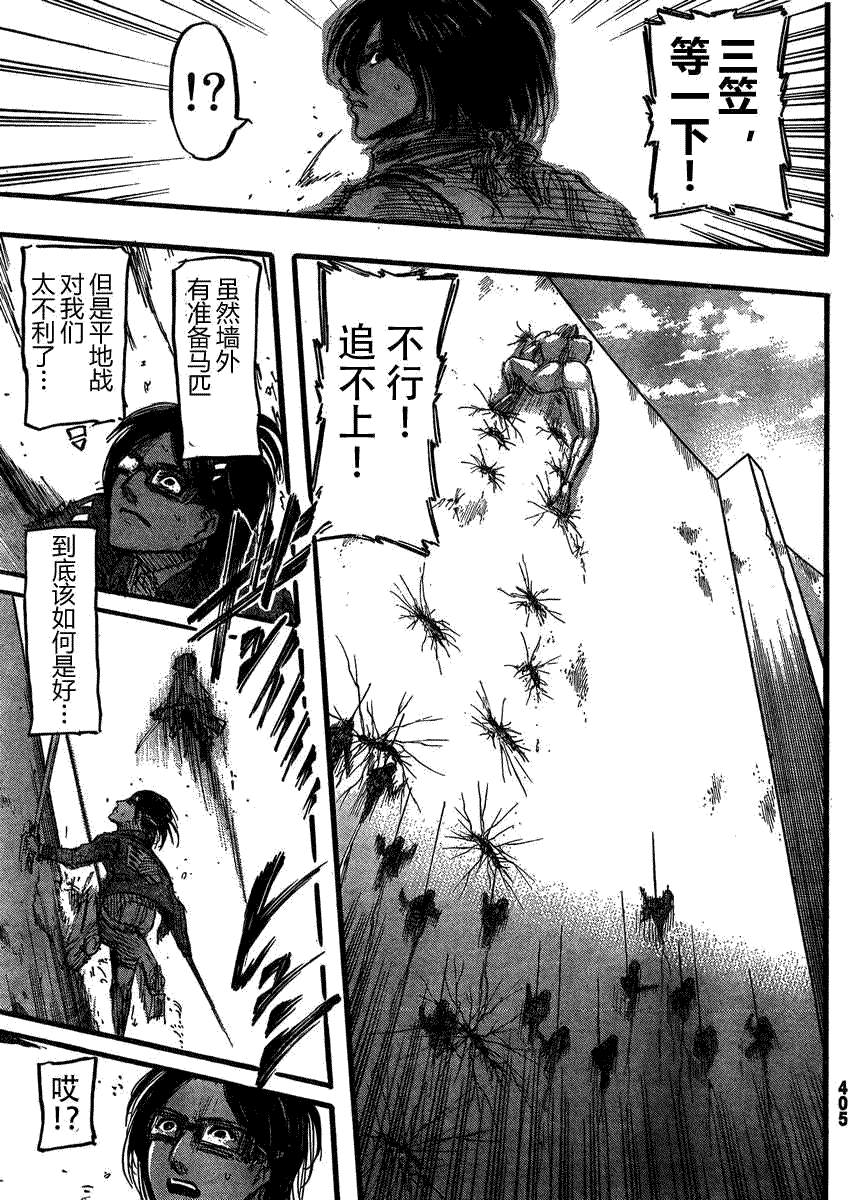 三笠，
等一下！
!?
不行！
追不上！
虽然墙外
有准备马匹
但是平地战
对我们
太不利了…
到底该如何是好…
哎!?
405